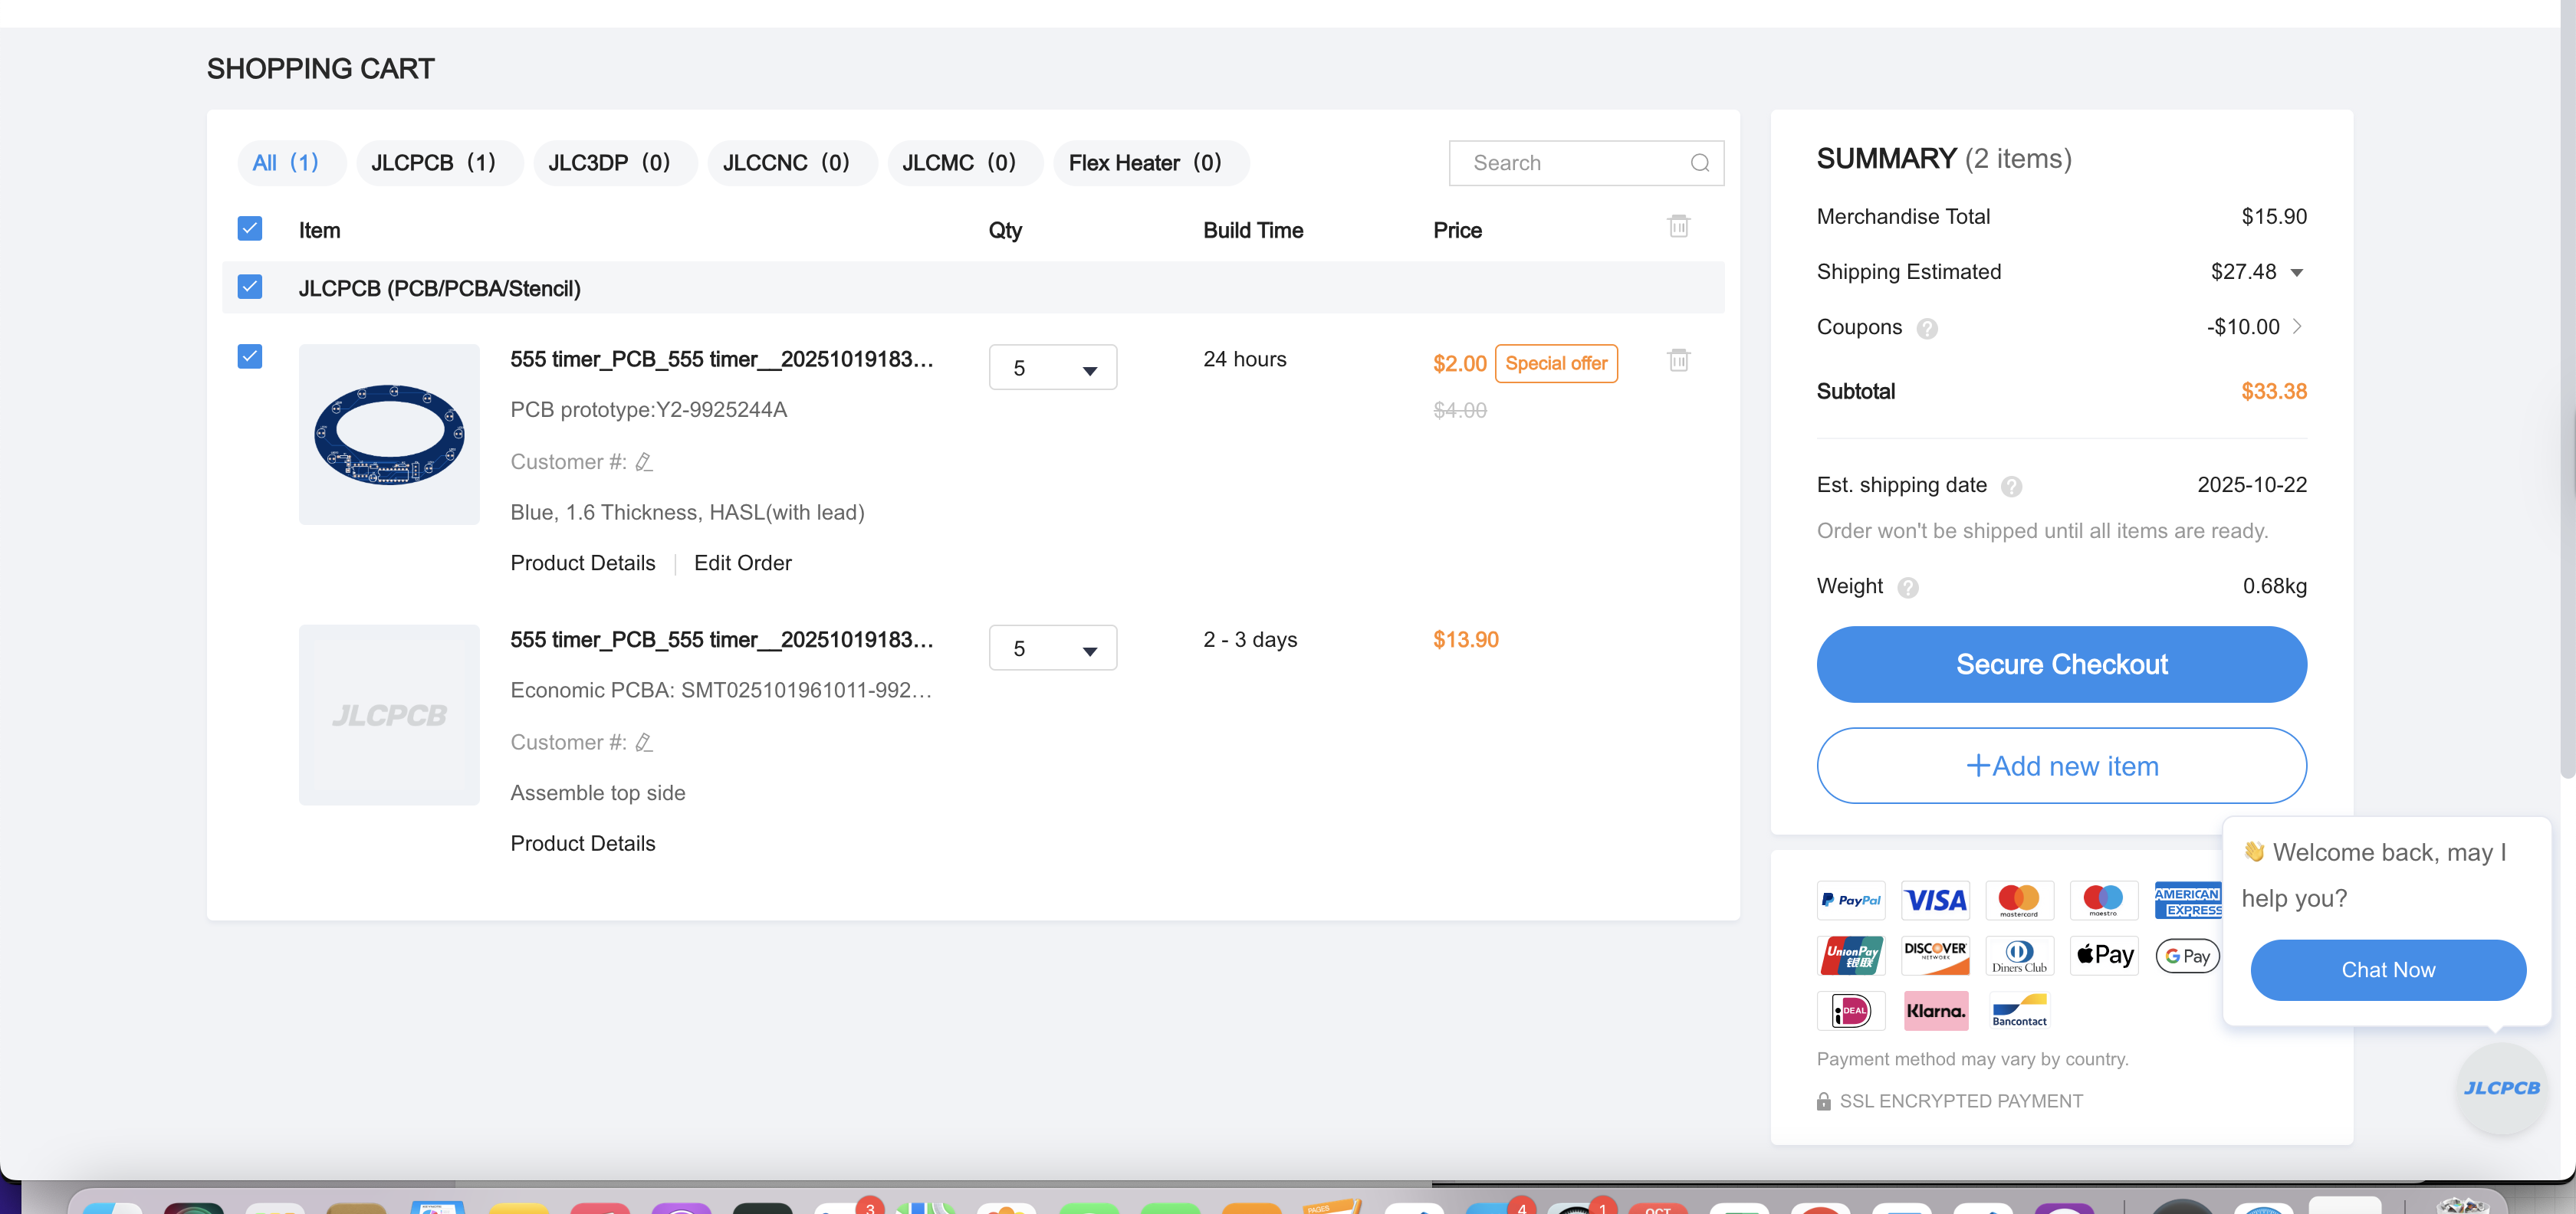 SHOPPING CART
All (1)
JLCPCB (1)
JLC3DP (0)
JLCCNC (0)
JLCMC (0)
Flex Heater (0)
Search
Item
Qty
Build Time
Price
JLCPCB (PCB/PCBA/Stencil)
555 timer_PCB_555 timer__20251019183...
5
24 hours
$2.00
Special offer
$4.00
PCB prototype:Y2-9925244A
Customer #:
Blue, 1.6 Thickness, HASL(with lead)
Product Details
Edit Order
JLCPCB
555 timer_PCB_555 timer__20251019183...
5
2 - 3 days
$13.90
Economic PCBA: SMT025101961011-992...
Customer #:
Assemble top side
Product Details
SUMMARY (2 items)
Merchandise Total $15.90
Shipping Estimated $27.48
Coupons ? -$10.00
Subtotal $33.38
Est. shipping date ? 2025-10-22
Order won't be shipped until all items are ready.
Weight ? 0.68kg
Secure Checkout
+Add new item
PayPal
VISA
mastercard
maestro
AMERICAN EXPRESS
UnionPay 银联
DISCOVER NETWORK
Diners Club
Pay
G Pay
iDEAL
Klarna.
Bancontact
Payment method may vary by country.
SSL ENCRYPTED PAYMENT
👋 Welcome back, may I
help you?
Chat Now
JLCPCB
3
PAGES
4
1
OCT